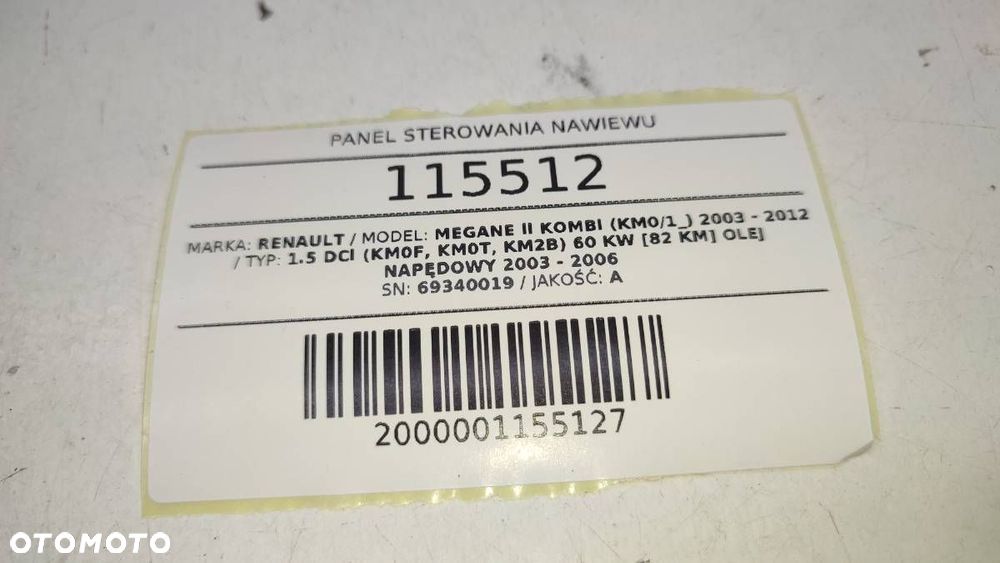 PANEL STEROWANIA NAWIEWU
115512
MARKA: RENAULT / MODEL: MEGANE II KOMBI (KM0/1_) 2003 - 2012
/ TYP: 1.5 DCI (KM0F, KM0T, KM2B) 60 KW [82 KM] OLEJ
NAPĘDOWY 2003 - 2006
SN: 69340019 / JAKOŚĆ: A
2000001155127
OTOMOTO